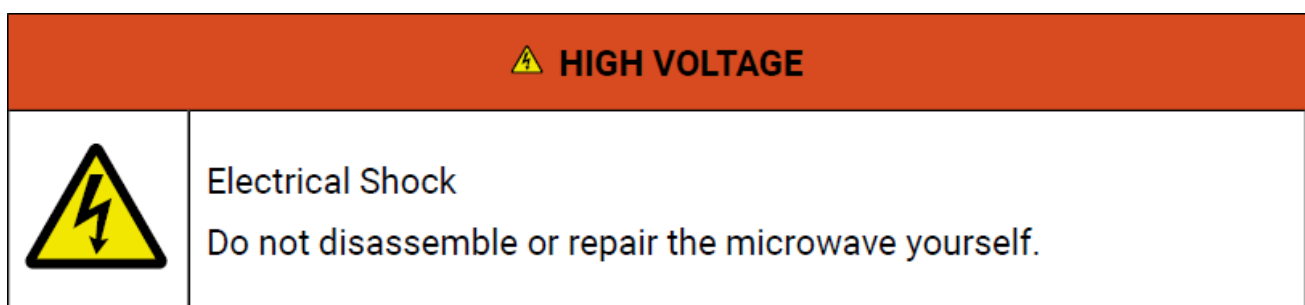 HIGH VOLTAGE
Electrical Shock
Do not disassemble or repair the microwave yourself.